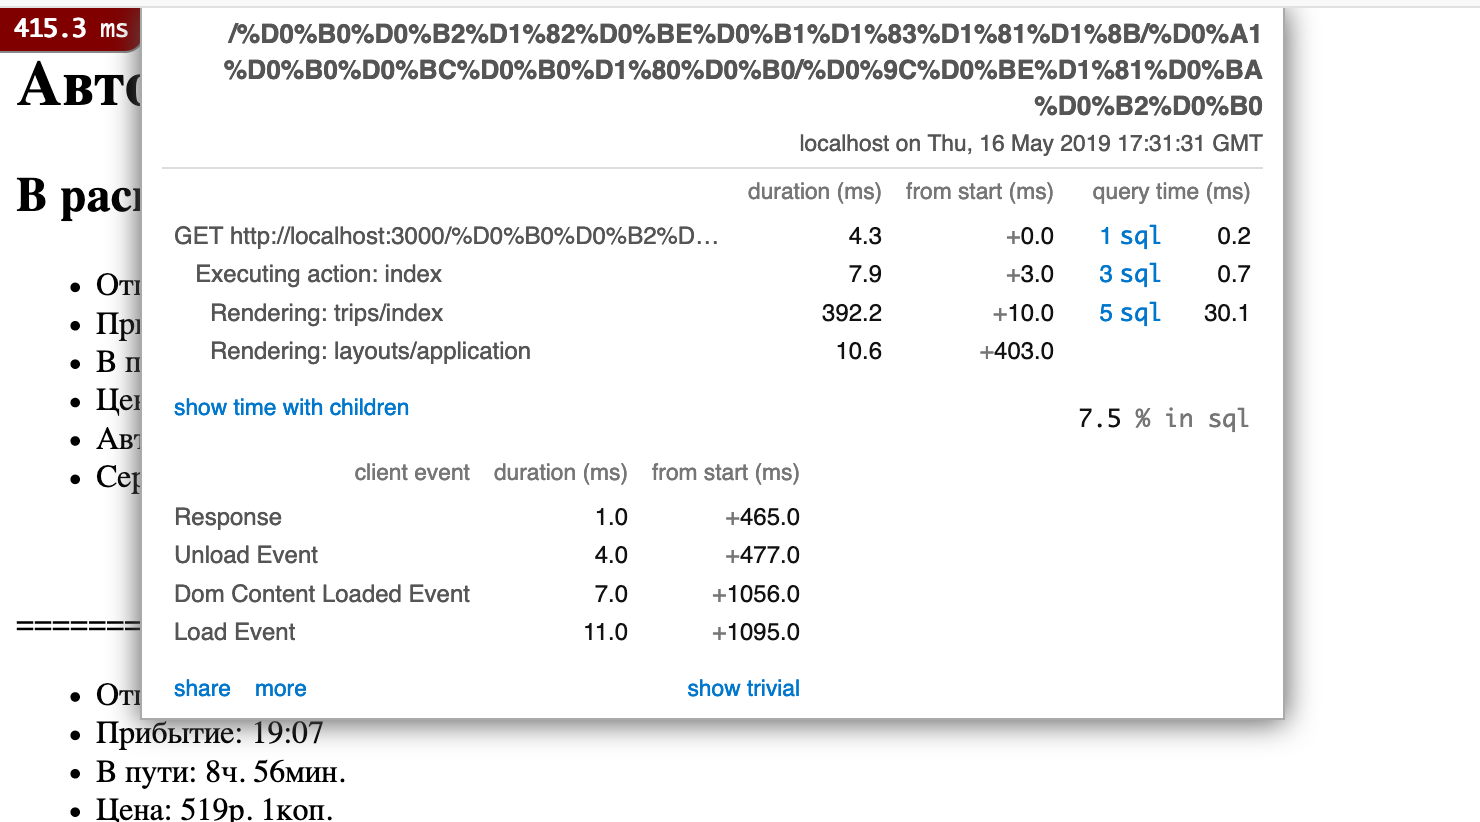 415.3 ms
/%D0%B0%D0%B2%D1%82%D0%BE%D0%B1%D1%83%D1%81%D1%8B/%D0%A1
%D0%B0%D0%BC%D0%B0%D1%80%D0%B0/%D0%9C%D0%BE%D1%81%D0%BA
%D0%B2%D0%B0
localhost on Thu, 16 May 2019 17:31:31 GMT
duration (ms) from start (ms) query time (ms)
GET http://localhost:3000/%D0%B0%D0%B2%D... 4.3 +0.0 1 sql 0.2
Executing action: index 7.9 +3.0 3 sql 0.7
Rendering: trips/index 392.2 +10.0 5 sql 30.1
Rendering: layouts/application 10.6 +403.0
show time with children
7.5 % in sql
client event duration (ms) from start (ms)
Response 1.0 +465.0
Unload Event 4.0 +477.0
Dom Content Loaded Event 7.0 +1056.0
Load Event 11.0 +1095.0
share more show trivial
В
В п
=======
• Прибытие: 19:07
• В пути: 8ч. 56мин.
• Цена: 519р. 1коп.